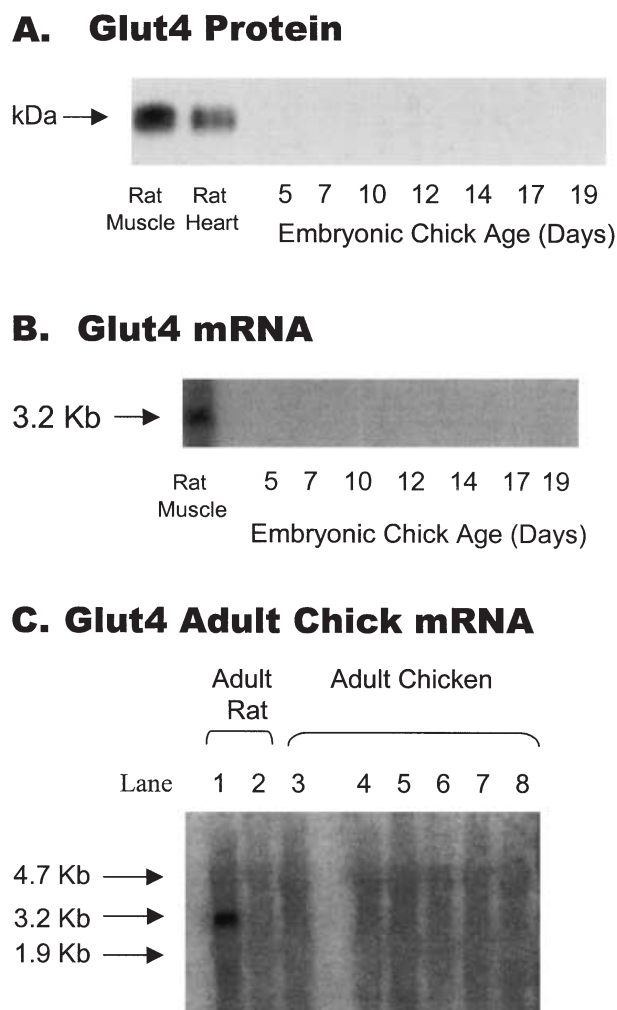 A. Glut4 Protein
kDa
Rat Rat 5 7 10 12 14 17 19
Muscle Heart
Embryonic Chick Age (Days)
B. Glut4 mRNA
3.2 Kb
Rat 5 7 10 12 14 17 19
Muscle
Embryonic Chick Age (Days)
C. Glut4 Adult Chick mRNA
Adult Adult Chicken
Rat
Lane 1 2 3 4 5 6 7 8
4.7 Kb
3.2 Kb
1.9 Kb